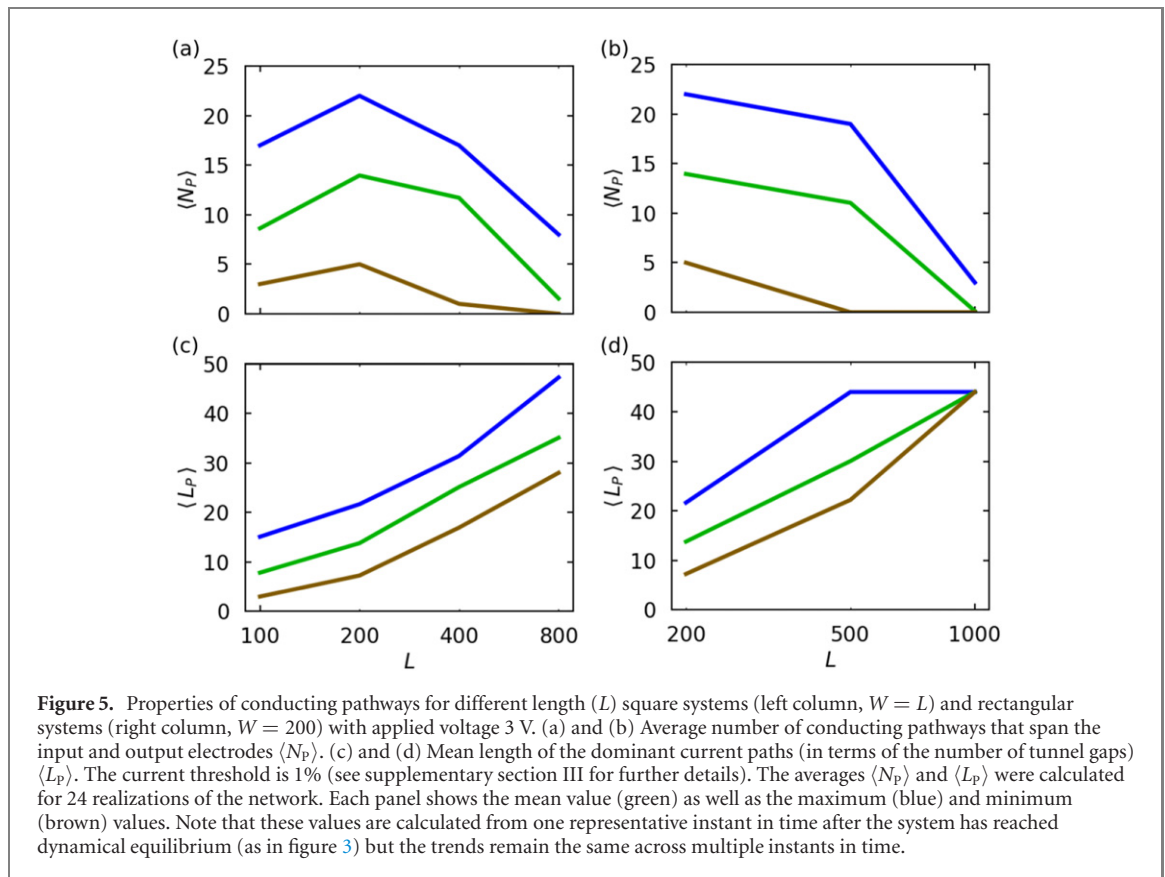 (a)
(b)
25
20
15
10
5
0
⟨N_P⟩
25
20
15
10
5
0
⟨N_P⟩
(c)
(d)
50
40
30
20
10
0
⟨L_P⟩
100 200 400 800
L
50
40
30
20
10
0
⟨L_P⟩
200 500 1000
L
Figure 5. Properties of conducting pathways for different length (L) square systems (left column, W = L) and rectangular
systems (right column, W = 200) with applied voltage 3 V. (a) and (b) Average number of conducting pathways that span the
input and output electrodes ⟨N_P⟩. (c) and (d) Mean length of the dominant current paths (in terms of the number of tunnel gaps)
⟨L_P⟩. The current threshold is 1% (see supplementary section III for further details). The averages ⟨N_P⟩ and ⟨L_P⟩ were calculated
for 24 realizations of the network. Each panel shows the mean value (green) as well as the maximum (blue) and minimum
(brown) values. Note that these values are calculated from one representative instant in time after the system has reached
dynamical equilibrium (as in figure 3) but the trends remain the same across multiple instants in time.